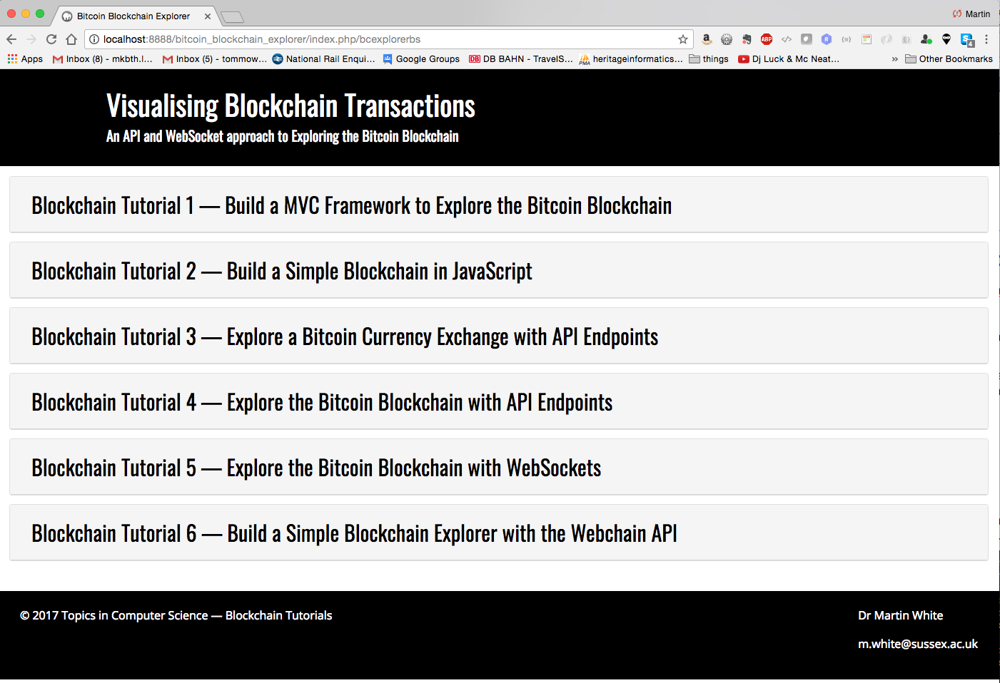 Bitcoin Blockchain Explorer
Martin
localhost:8888/bitcoin_blockchain_explorer/index.php/bcexplorerbs
Apps
Inbox (8) - mkbth.l...
Inbox (5) - tommow...
National Rail Enqui...
Google Groups
DB BAHN - TravelS...
heritageinformatics...
things
Dj Luck & Mc Neat...
» Other Bookmarks
Visualising Blockchain Transactions
An API and WebSocket approach to Exploring the Bitcoin Blockchain
Blockchain Tutorial 1 — Build a MVC Framework to Explore the Bitcoin Blockchain
Blockchain Tutorial 2 — Build a Simple Blockchain in JavaScript
Blockchain Tutorial 3 — Explore a Bitcoin Currency Exchange with API Endpoints
Blockchain Tutorial 4 — Explore the Bitcoin Blockchain with API Endpoints
Blockchain Tutorial 5 — Explore the Bitcoin Blockchain with WebSockets
Blockchain Tutorial 6 — Build a Simple Blockchain Explorer with the Webchain API
© 2017 Topics in Computer Science — Blockchain Tutorials
Dr Martin White
m.white@sussex.ac.uk